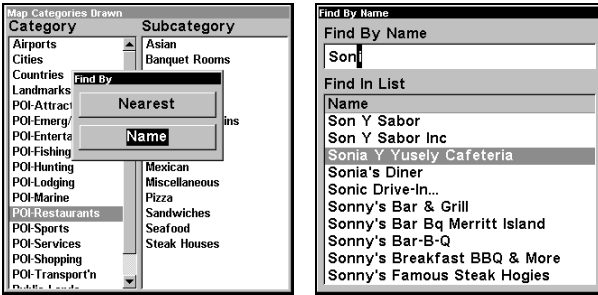 Map Categories Drawn
Category
Subcategory
Airports
Cities
Countries
Landmarks
POI-Attract
POI-Emerg/
POI-Enterta
POI-Fishing
POI-Hunting
POI-Lodging
POI-Marine
POI-Restaurants
POI-Sports
POI-Services
POI-Shopping
POI-Transport'n
Public Lands
Asian
Banquet Rooms
ins
Mexican
Miscellaneous
Pizza
Sandwiches
Seafood
Steak Houses
Find By
Nearest
Name
Find By Name
Find By Name
Soni
Find In List
Name
Son Y Sabor
Son Y Sabor Inc
Sonia Y Yusely Cafeteria
Sonia's Diner
Sonic Drive-In...
Sonny's Bar & Grill
Sonny's Bar Bq Merritt Island
Sonny's Bar-B-Q
Sonny's Breakfast BBQ & More
Sonny's Famous Steak Hogies